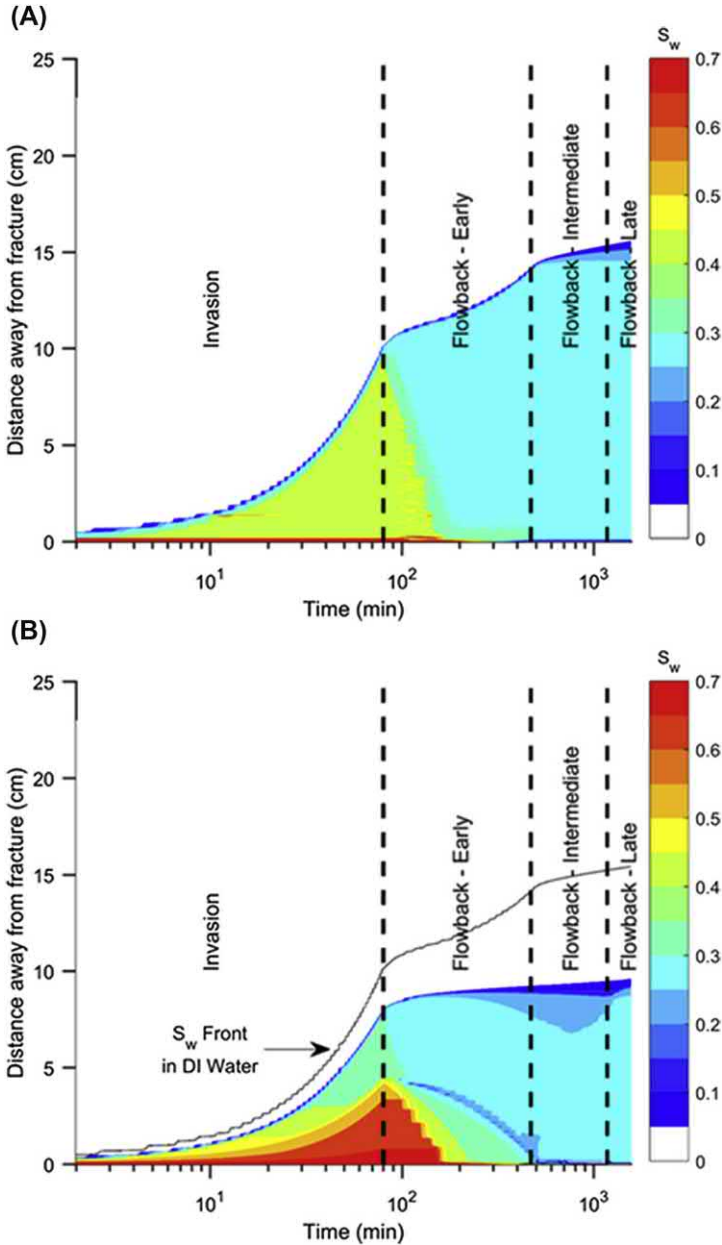 (A)
S_w
25
20
15
10
5
0
Distance away from fracture (cm)
Invasion
Flowback - Early
Flowback - Intermediate
Flowback - Late
0.7
0.6
0.5
0.4
0.3
0.2
0.1
0
10^1
10^2
10^3
Time (min)
(B)
S_w
25
20
15
10
5
0
Distance away from fracture (cm)
Invasion
Flowback - Early
Flowback - Intermediate
Flowback - Late
S_w Front
in DI Water
0.7
0.6
0.5
0.4
0.3
0.2
0.1
0
10^1
10^2
10^3
Time (min)